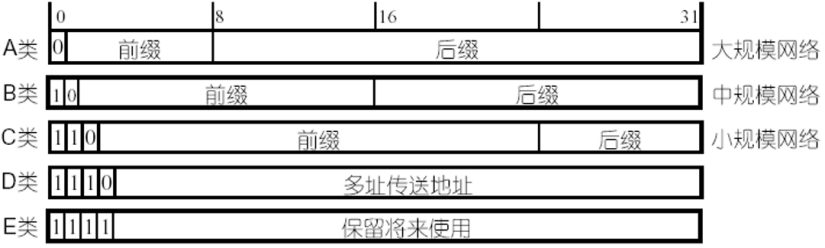 0 8 16 31
A类 0 前缀 后缀 大规模网络
B类 1 0 前缀 后缀 中规模网络
C类 1 1 0 前缀 后缀 小规模网络
D类 1 1 1 0 多址传送地址
E类 1 1 1 1 保留将来使用